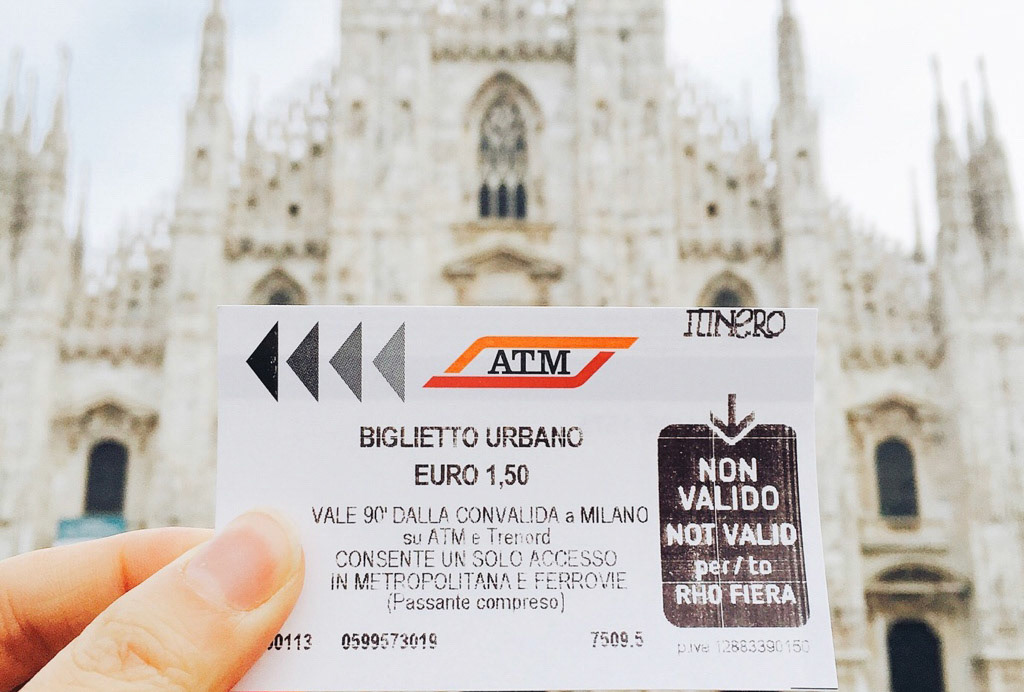 ITINERO
ATM
BIGLIETTO URBANO
EURO 1,50
VALE 90' DALLA CONVALIDA a MILANO
su ATM e Trenord
CONSENTE UN SOLO ACCESSO
IN METROPOLITANA E FERROVIE
(Passante compreso)
NON
VALIDO
NOT VALID
per/to
RHO FIERA
0113 0599573019 7509.5
p.iva 12883390150